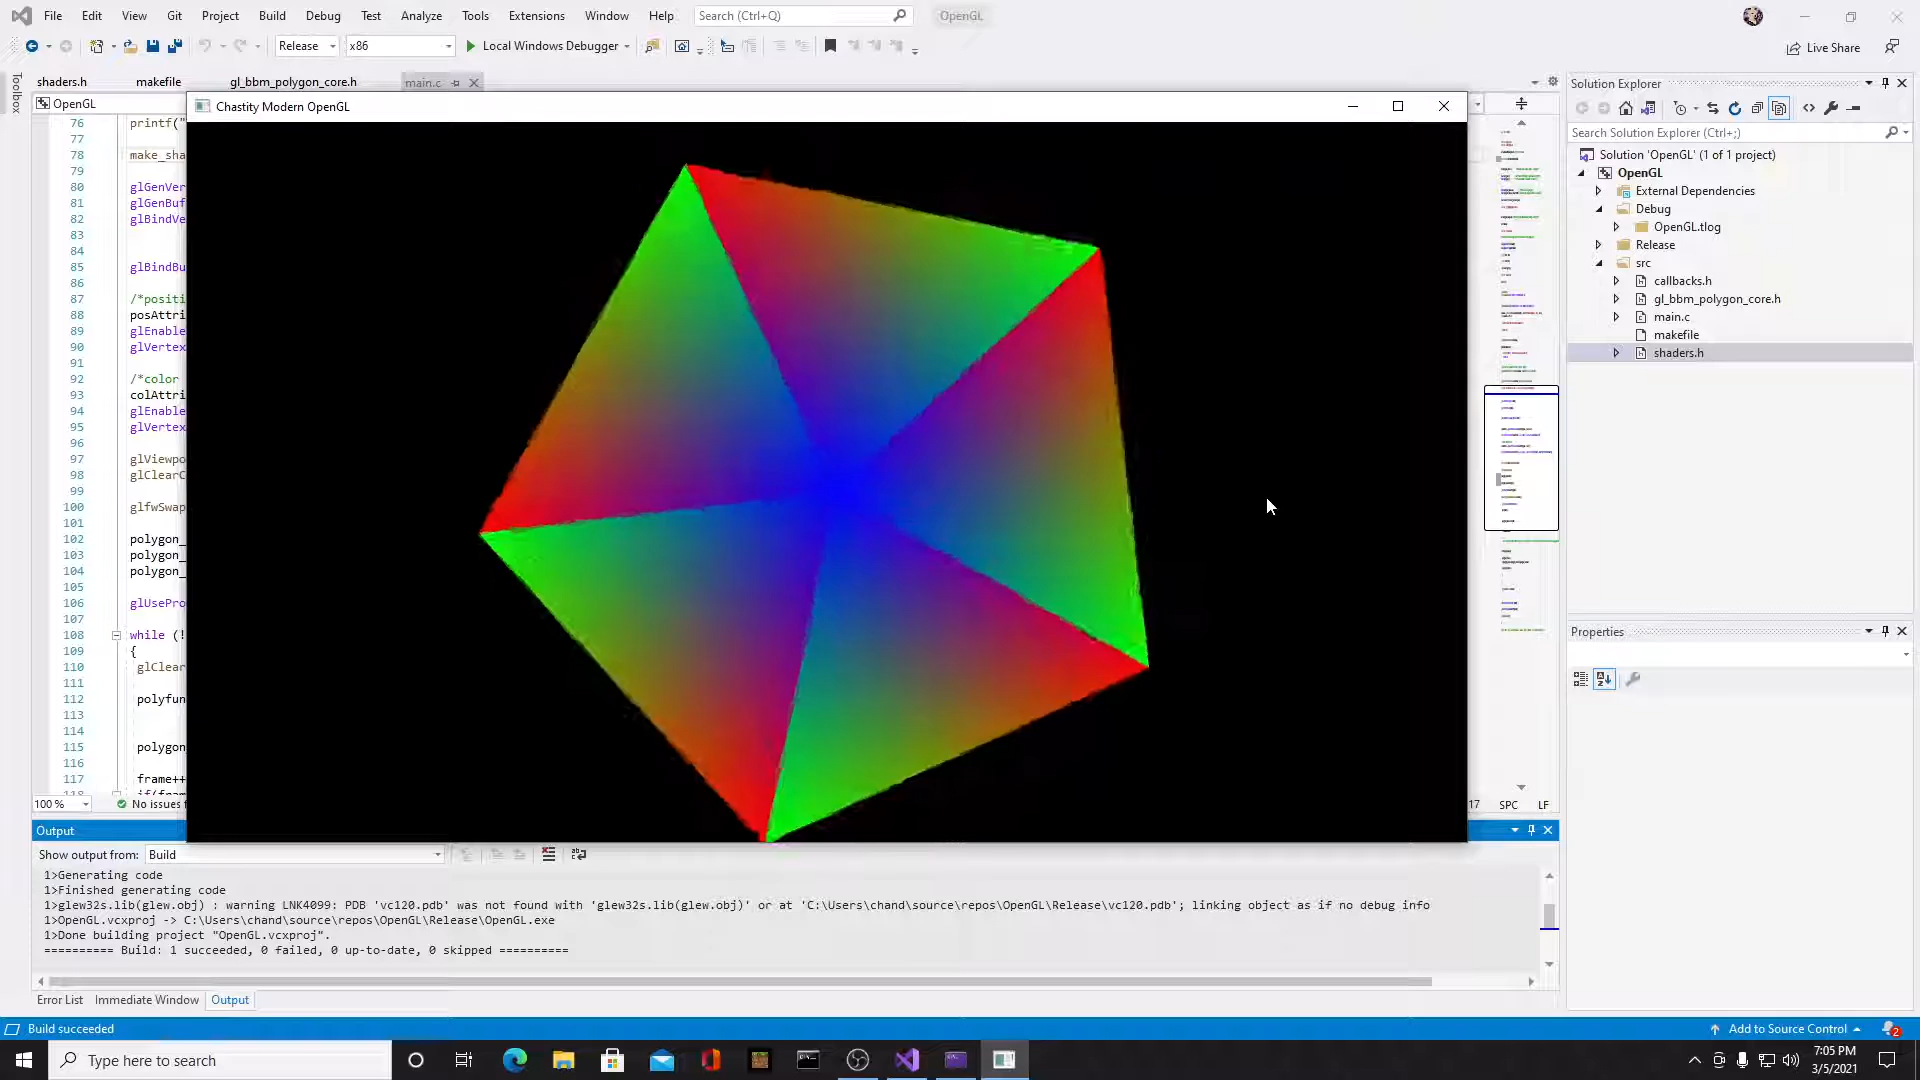 File Edit View Git Project Build Debug Test Analyze Tools Extensions Window Help Search (Ctrl+Q) OpenGL
Release x86 Local Windows Debugger Live Share
Toolbox
shaders.h makefile gl_bbm_polygon_core.h main.c
OpenGL
Chastity Modern OpenGL
76 printf("
77
78 make_sha
79
80 glGenVer
81 glGenBuf
82 glBindVe
83
84
85 glBindBu
86
87 /*positi
88 posAttri
89 glEnable
90 glVertex
91
92 /*color
93 colAttri
94 glEnable
95 glVertex
96
97 glViewpo
98 glClearC
99
100 glfwSwap
101
102 polygon_
103 polygon_
104 polygon_
105
106 glUsePro
107
108 while (!
109 {
110 glClear
111
112 polyfun
113
114
115 polygon
116
117 frame++
118 if(fram
100 % No issues f
17 SPC LF
Solution Explorer
Search Solution Explorer (Ctrl+;)
Solution 'OpenGL' (1 of 1 project)
OpenGL
External Dependencies
Debug
OpenGL.tlog
Release
src
callbacks.h
gl_bbm_polygon_core.h
main.c
makefile
shaders.h
Properties
Output
Show output from: Build
1>Generating code
1>Finished generating code
1>glew32s.lib(glew.obj) : warning LNK4099: PDB 'vc120.pdb' was not found with 'glew32s.lib(glew.obj)' or at 'C:\Users\chand\source\repos\OpenGL\Release\vc120.pdb'; linking object as if no debug info
1>OpenGL.vcxproj -> C:\Users\chand\source\repos\OpenGL\Release\OpenGL.exe
1>Done building project "OpenGL.vcxproj".
========== Build: 1 succeeded, 0 failed, 0 up-to-date, 0 skipped ==========
Error List Immediate Window Output
Build succeeded Add to Source Control 2
Type here to search
7:05 PM
3/5/2021